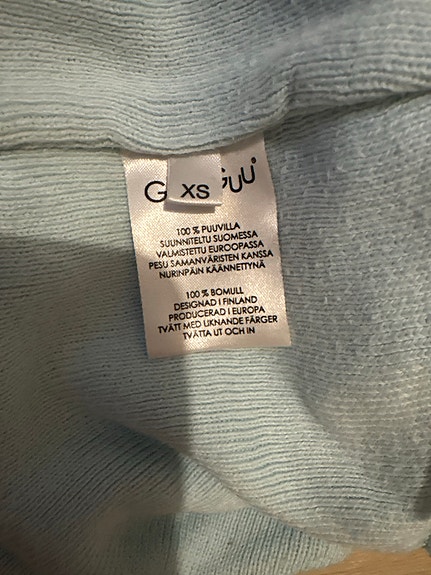 XS
100 % PUUVILLA
SUUNNITELTU SUOMESSA
VALMISTETTU EUROOPASSA
PESU SAMANVÄRISTEN KANSSA
NURINPÄIN KÄÄNNETTYNÄ
100 % BOMULL
DESIGNAD I FINLAND
PRODUCERAD I EUROPA
TVÄTT MED LIKNANDE FÄRGER
TVÄTTA UT OCH IN